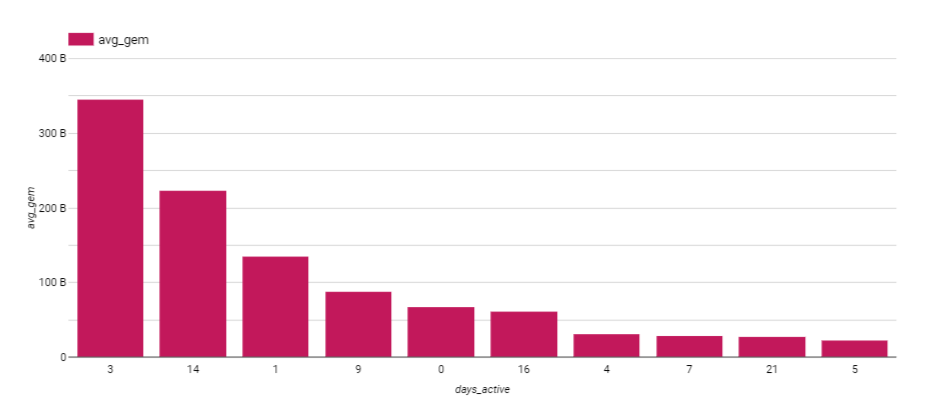 avg_gem
400 B
300 B
200 B
100 B
0
avg_gem
3 14 1 9 0 16 4 7 21 5
days_active